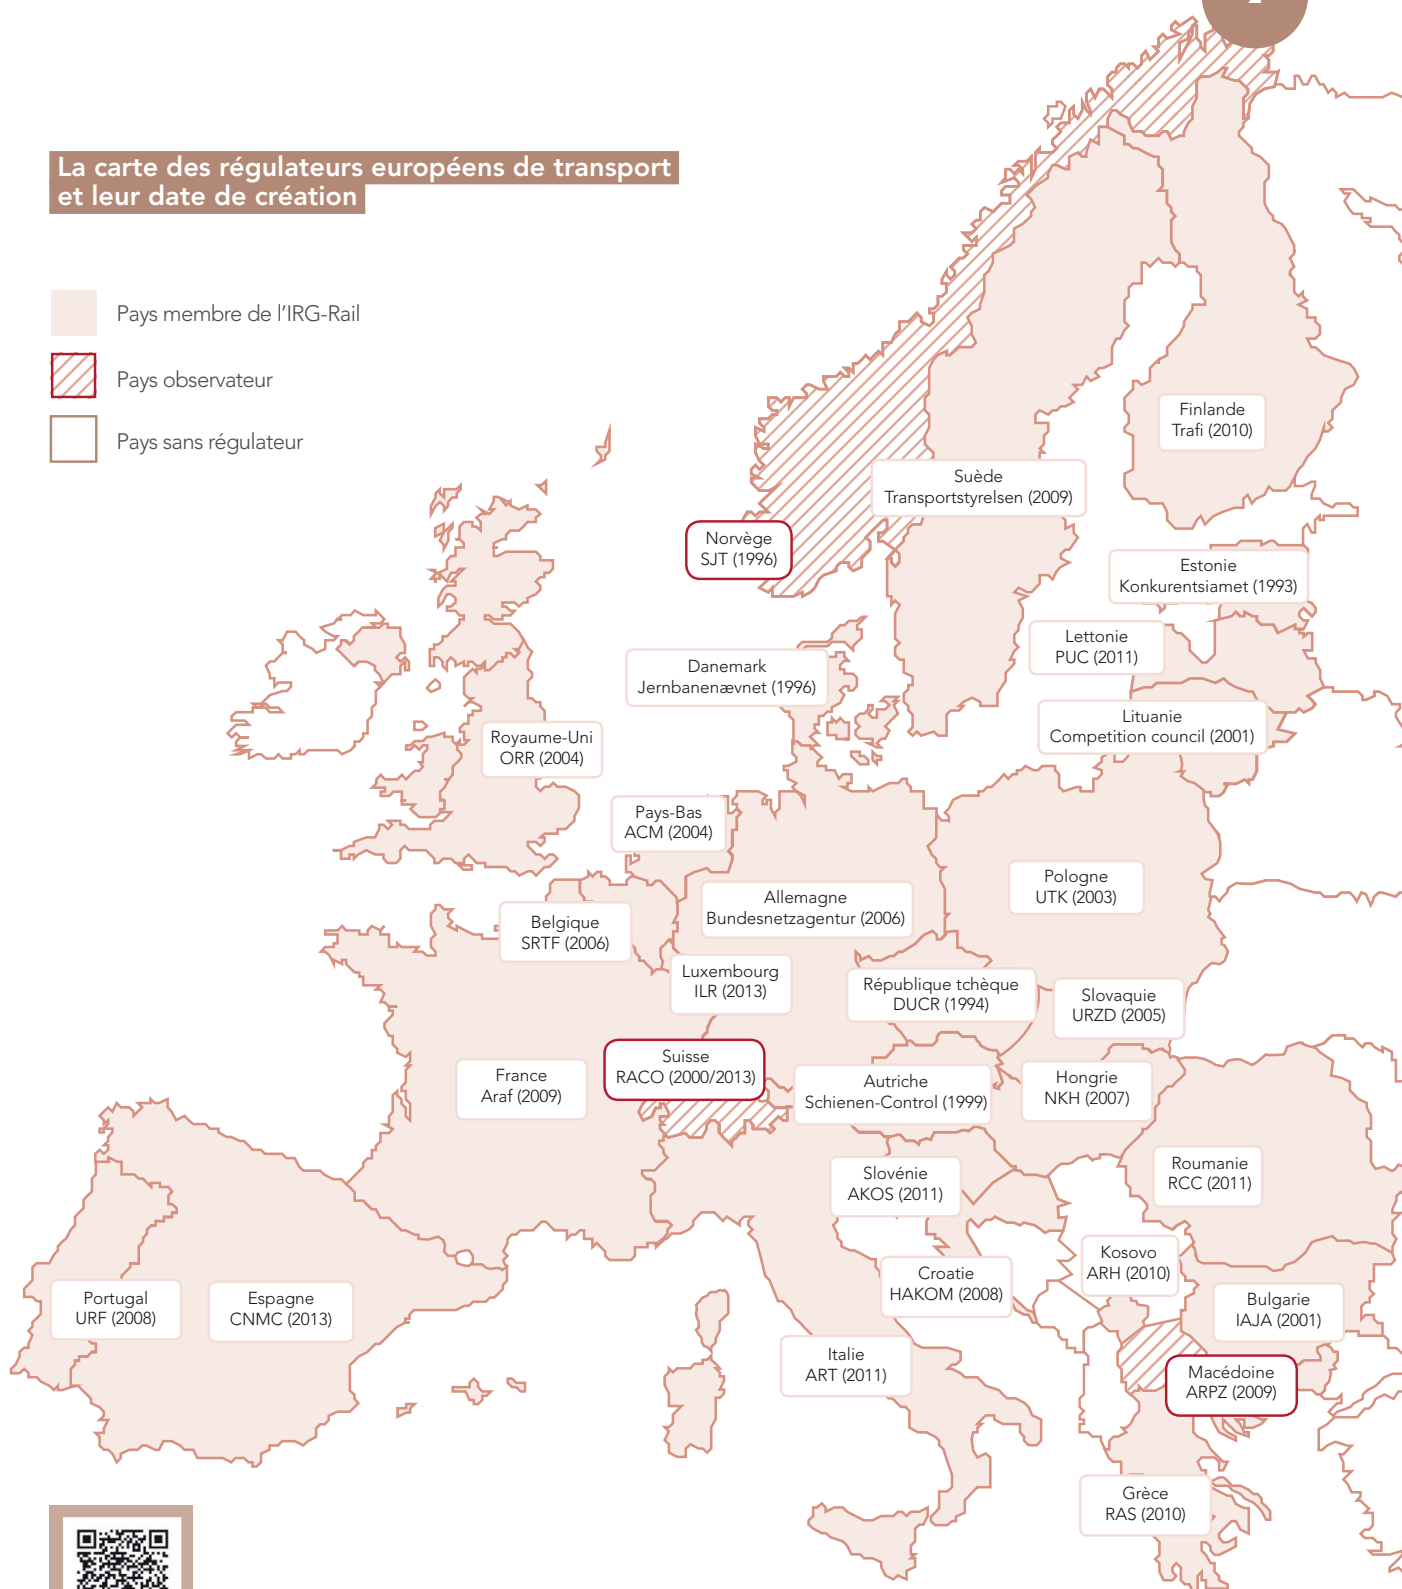 La carte des régulateurs européens de transport
et leur date de création
Pays membre de l'IRG-Rail
Pays observateur
Pays sans régulateur
Finlande
Trafi (2010)
Suède
Transportstyrelsen (2009)
Norvège
SJT (1996)
Estonie
Konkurentsiamet (1993)
Lettonie
PUC (2011)
Danemark
Jernbanenævnet (1996)
Lituanie
Competition council (2001)
Royaume-Uni
ORR (2004)
Pays-Bas
ACM (2004)
Pologne
UTK (2003)
Allemagne
Bundesnetzagentur (2006)
Belgique
SRTF (2006)
Luxembourg
ILR (2013)
République tchèque
DUCR (1994)
Slovaquie
URZD (2005)
Suisse
RACO (2000/2013)
France
Araf (2009)
Autriche
Schienen-Control (1999)
Hongrie
NKH (2007)
Slovénie
AKOS (2011)
Roumanie
RCC (2011)
Kosovo
ARH (2010)
Croatie
HAKOM (2008)
Portugal
URF (2008)
Espagne
CNMC (2013)
Bulgarie
IAJA (2001)
Italie
ART (2011)
Macédoine
ARPZ (2009)
Grèce
RAS (2010)